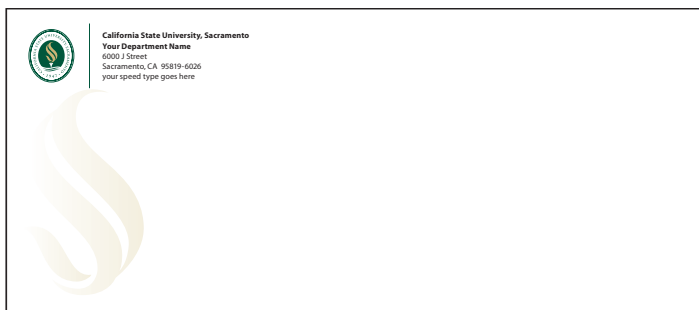 California State University, Sacramento
Your Department Name
6000 J Street
Sacramento, CA 95819-6026
your speed type goes here